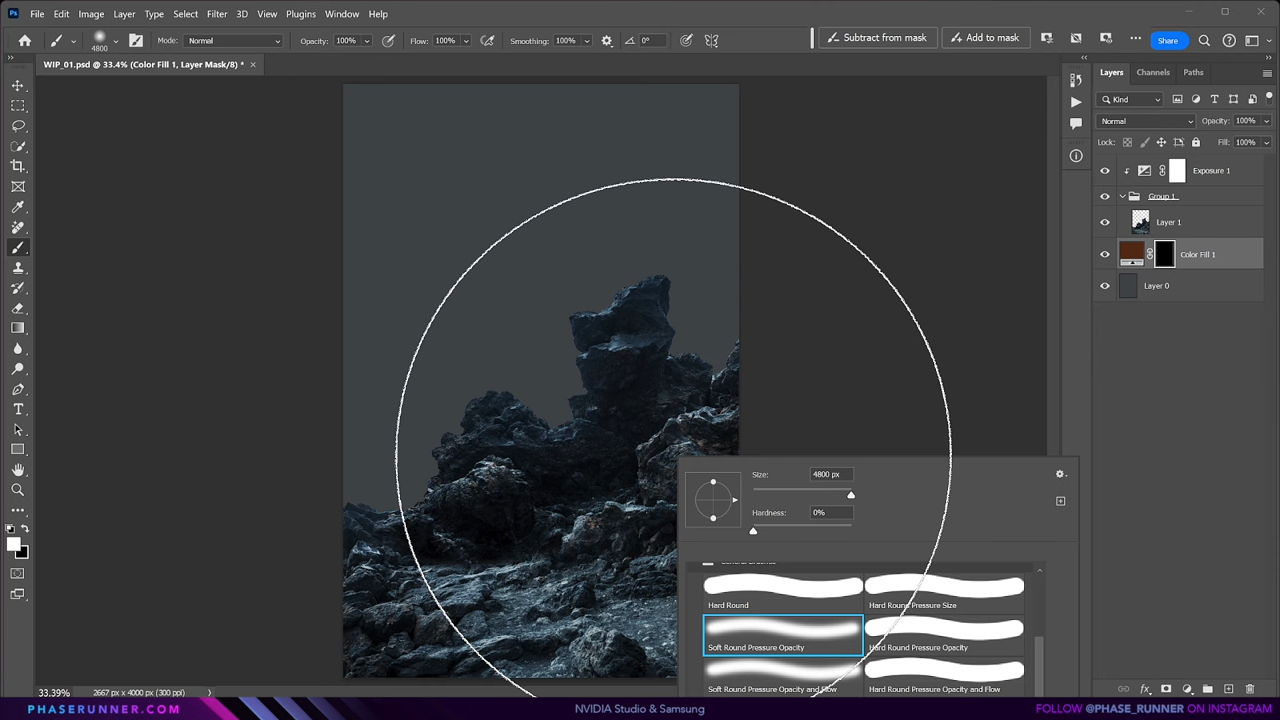 Ps File Edit Image Layer Type Select Filter 3D View Plugins Window Help
4800 Mode: Normal Opacity: 100% Flow: 100% Smoothing: 100% 0° Subtract from mask Add to mask Share
WIP_01.psd @ 33.4% (Color Fill 1, Layer Mask/8) * ×
Layers Channels Paths
Kind
Normal Opacity: 100%
Lock: Fill: 100%
Exposure 1
Group 1
Layer 1
Color Fill 1
Layer 0
Size: 4800 px
Hardness: 0%
Hard Round Hard Round Pressure Size
Soft Round Pressure Opacity Hard Round Pressure Opacity
Soft Round Pressure Opacity and Flow Hard Round Pressure Opacity and Flow
33.39% 2667 px x 4000 px (300 ppi)
PHASERUNNER.COM NVIDIA Studio & Samsung FOLLOW @PHASE_RUNNER ON INSTAGRAM